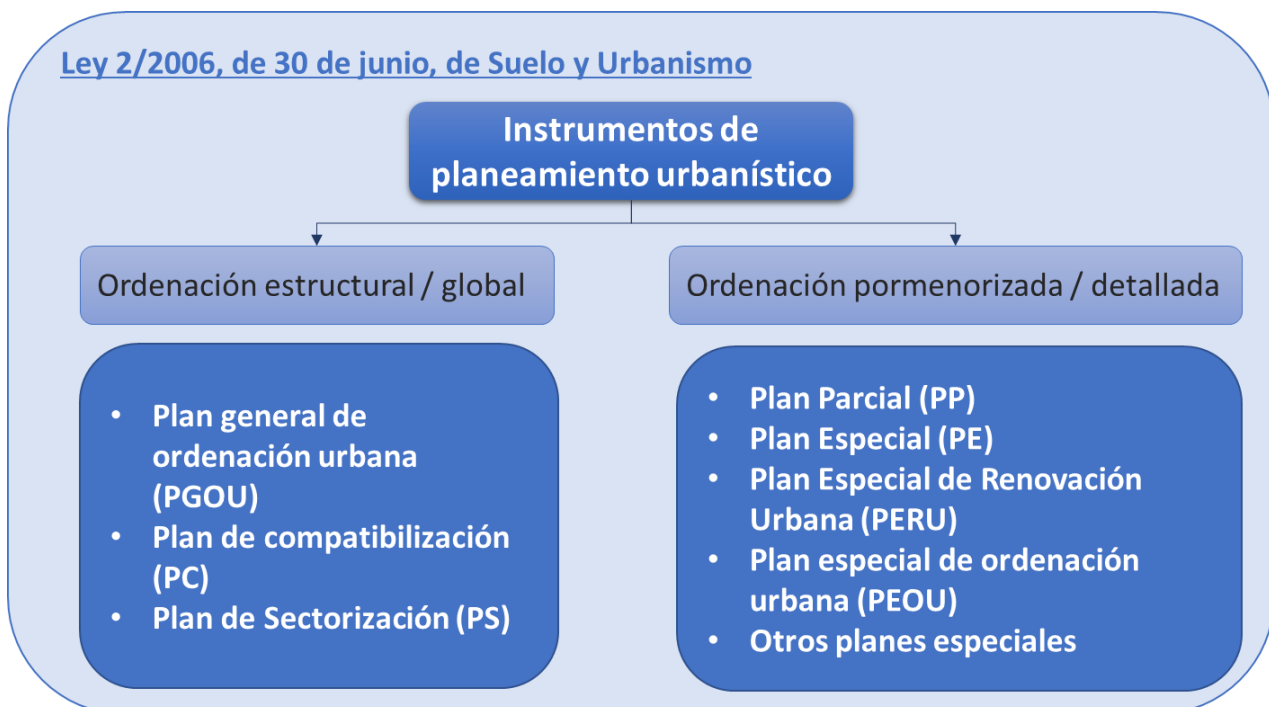 Ley 2/2006, de 30 de junio, de Suelo y Urbanismo
Instrumentos de
planeamiento urbanístico
Ordenación estructural / global
• Plan general de
ordenación urbana
(PGOU)
• Plan de compatibilización
(PC)
• Plan de Sectorización (PS)
Ordenación pormenorizada / detallada
• Plan Parcial (PP)
• Plan Especial (PE)
• Plan Especial de Renovación
Urbana (PERU)
• Plan especial de ordenación
urbana (PEOU)
• Otros planes especiales